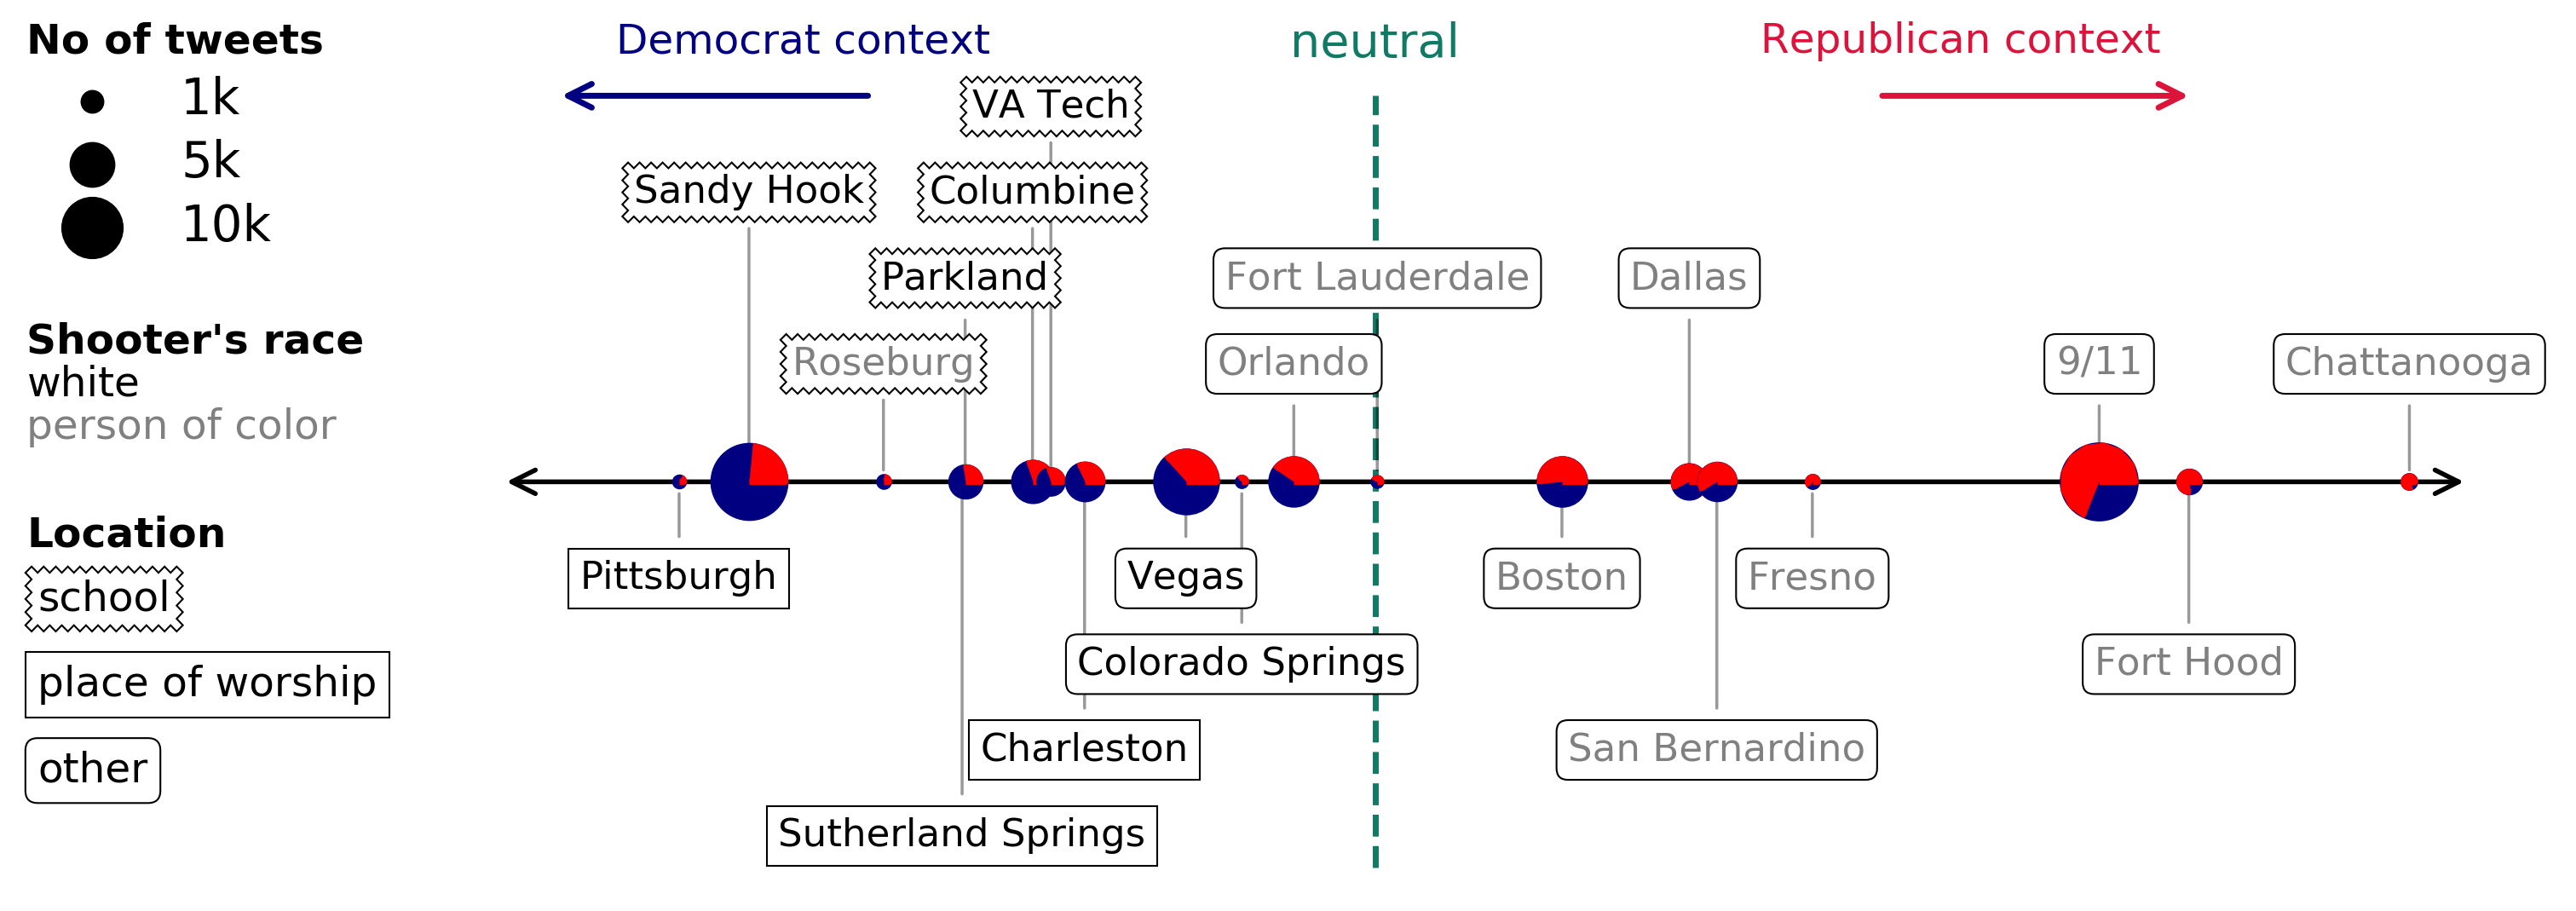 No of tweets
1k
5k
10k
Shooter's race
white
person of color
Location
school
place of worship
other
Democrat context
neutral
Republican context
VA Tech
Sandy Hook
Columbine
Parkland
Fort Lauderdale
Dallas
Roseburg
Orlando
9/11
Chattanooga
Pittsburgh
Vegas
Boston
Fresno
Colorado Springs
Fort Hood
Charleston
San Bernardino
Sutherland Springs